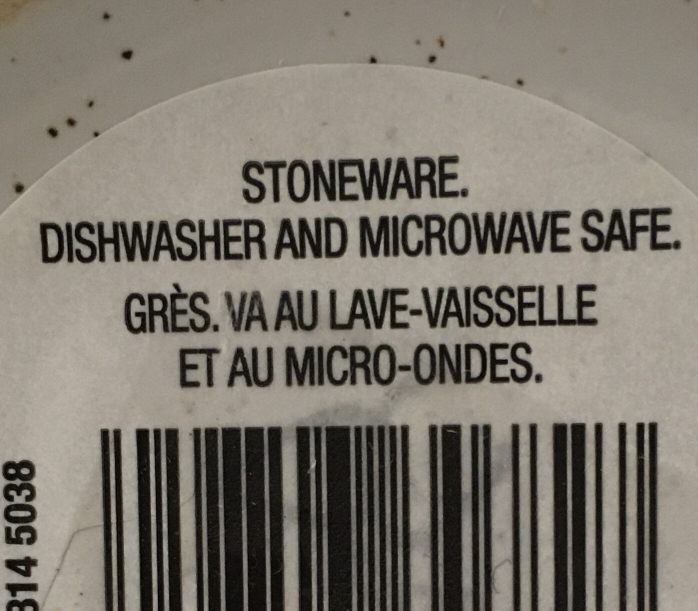 STONEWARE.
DISHWASHER AND MICROWAVE SAFE.
GRÈS. VA AU LAVE-VAISSELLE
ET AU MICRO-ONDES.
314 5038